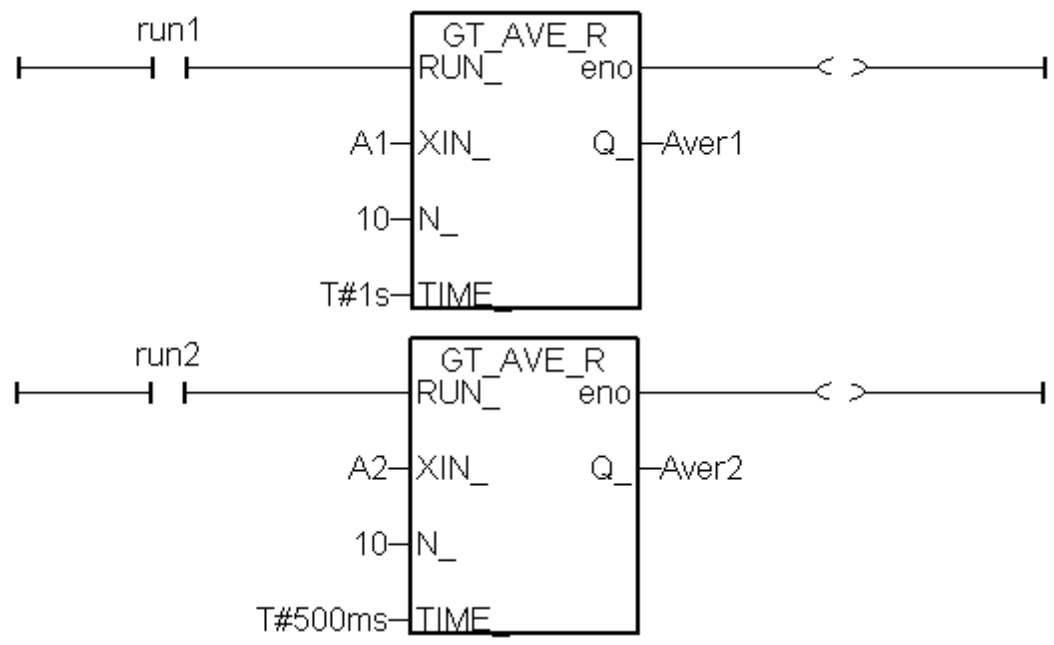 run1
GT_AVE_R
RUN_ eno
A1 XIN_ Q_ Aver1
10 N_
T#1s TIME_
run2
GT_AVE_R
RUN_ eno
A2 XIN_ Q_ Aver2
10 N_
T#500ms TIME_